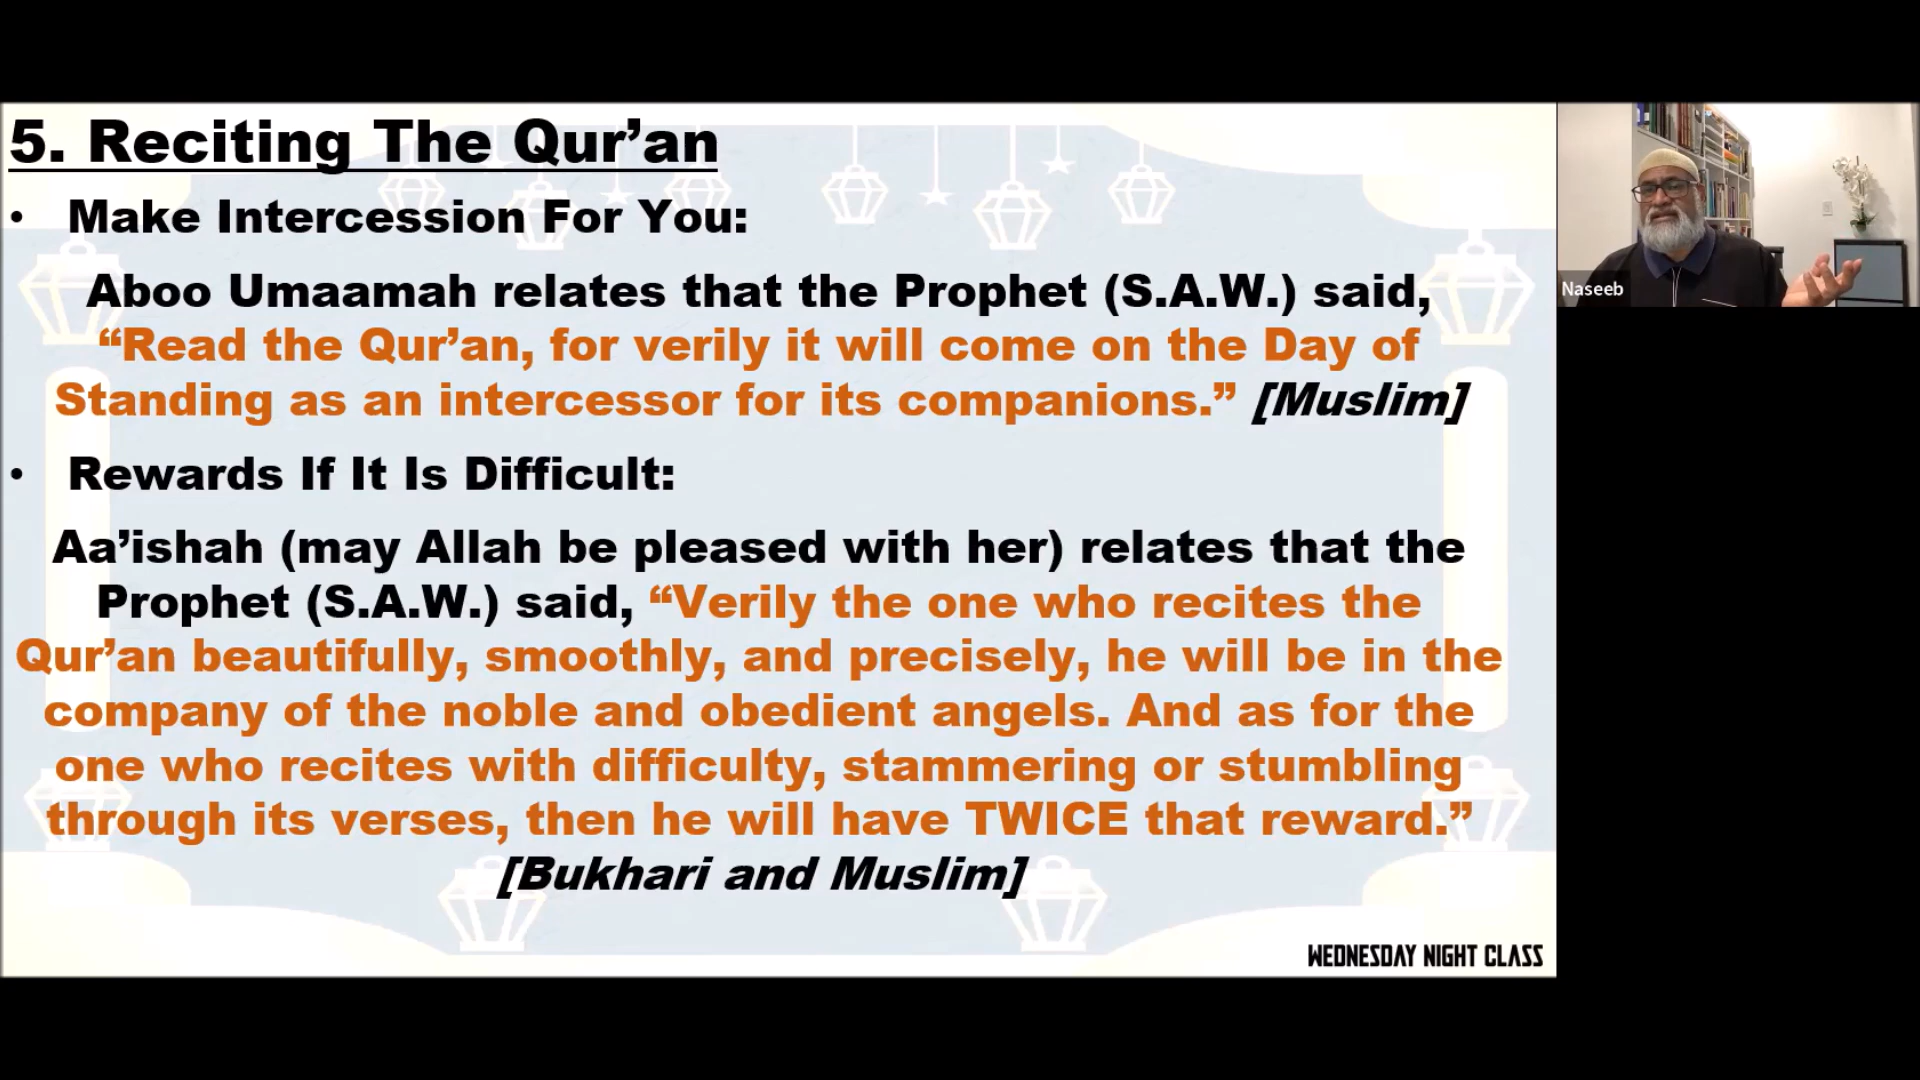 5. Reciting The Qur’an
• Make Intercession For You:
Aboo Umaamah relates that the Prophet (S.A.W.) said,
“Read the Qur’an, for verily it will come on the Day of
Standing as an intercessor for its companions.” [Muslim]
• Rewards If It Is Difficult:
Aa’ishah (may Allah be pleased with her) relates that the
Prophet (S.A.W.) said, “Verily the one who recites the
Qur’an beautifully, smoothly, and precisely, he will be in the
company of the noble and obedient angels. And as for the
one who recites with difficulty, stammering or stumbling
through its verses, then he will have TWICE that reward.”
[Bukhari and Muslim]
WEDNESDAY NIGHT CLASS
Naseeb